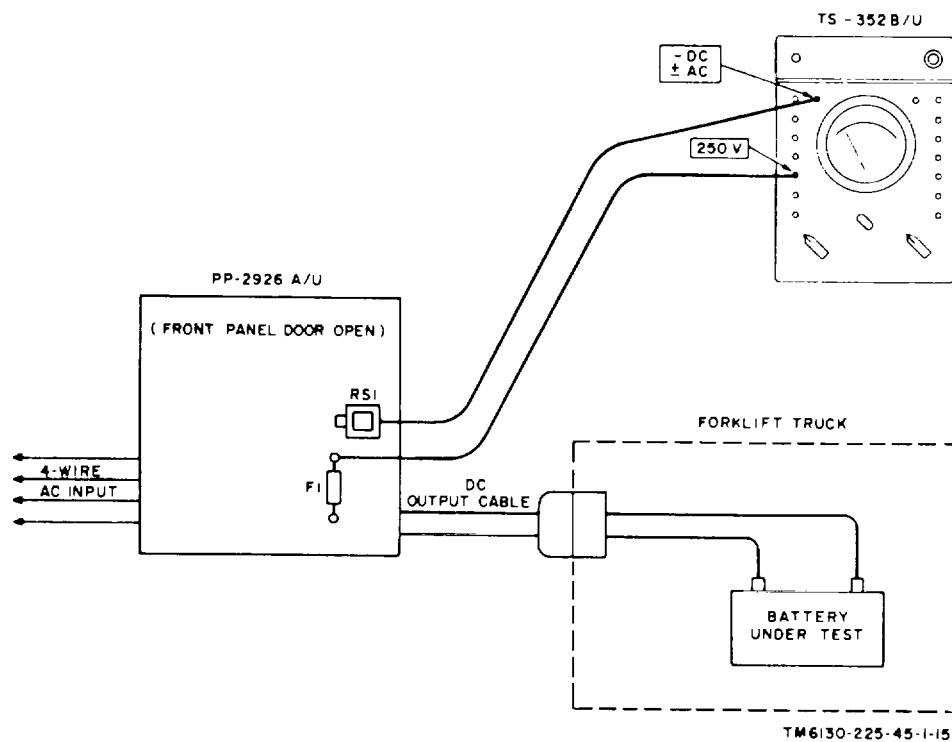 TS-352B/U
- DC
± AC
250 V
PP-2926 A/U
(FRONT PANEL DOOR OPEN)
RS1
FORKLIFT TRUCK
4-WIRE
AC INPUT
F1
DC
OUTPUT CABLE
BATTERY
UNDER TEST
TM6130-225-45-1-15